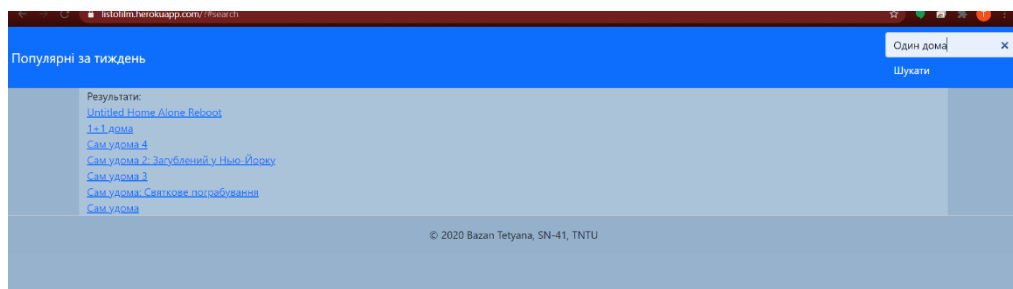 listofilm.herokuapp.com/?#search
Популярні за тиждень
Один дома
Шукати
Результати:
Untitled Home Alone Reboot
1+1 дома
Сам удома 4
Сам удома 2: Загублений у Нью-Йорку
Сам удома 3
Сам удома: Святкове пограбування
Сам удома
© 2020 Bazan Tetyana, SN-41, TNTU